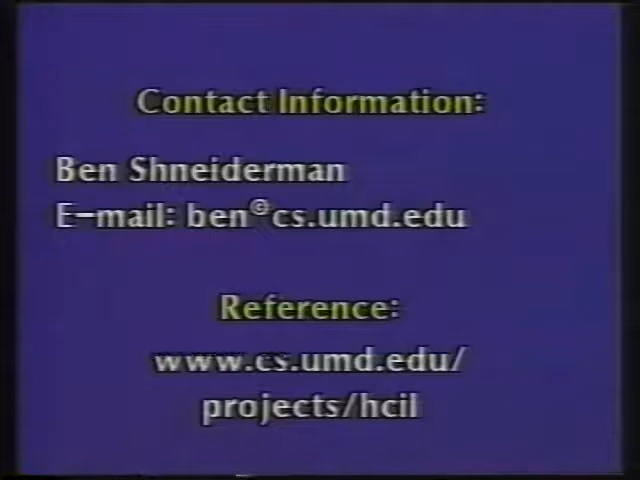 Contact Information:
Ben Shneiderman
E-mail: ben©cs.umd.edu
Reference:
www.cs.umd.edu/
projects/hcil